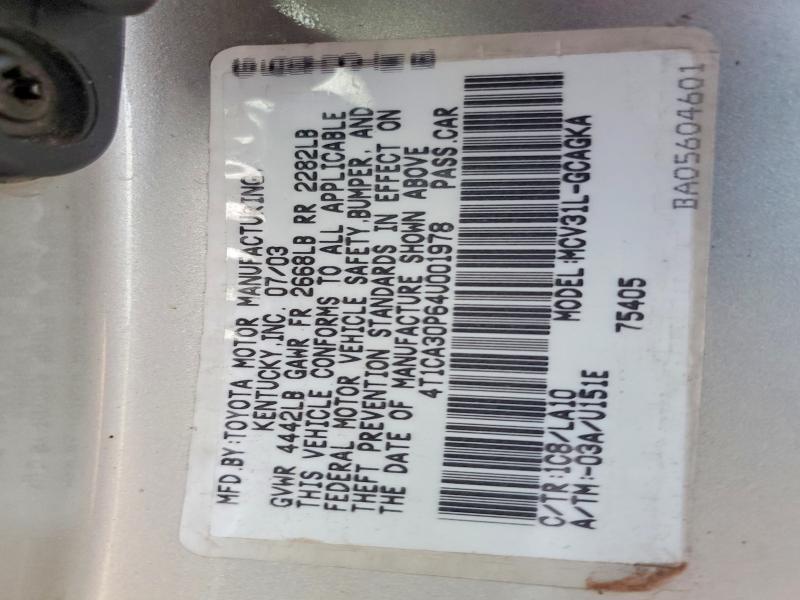 MFD.BY:TOYOTA MOTOR MANUFACTURING,
KENTUCKY,INC. 07/03
GVWR 4442LB GAWR FR 2668LB RR 2282LB
THIS VEHICLE CONFORMS TO ALL APPLICABLE
FEDERAL MOTOR VEHICLE SAFETY,BUMPER, AND
THEFT PREVENTION STANDARDS IN EFFECT ON
THE DATE OF MANUFACTURE SHOWN ABOVE
4T1CA30P64U001978 PASS.CAR
C/TR:1C8/LA10 MODEL:MCV31L-GCAGKA
A/TM:-03A/U151E
75405
BA05604601